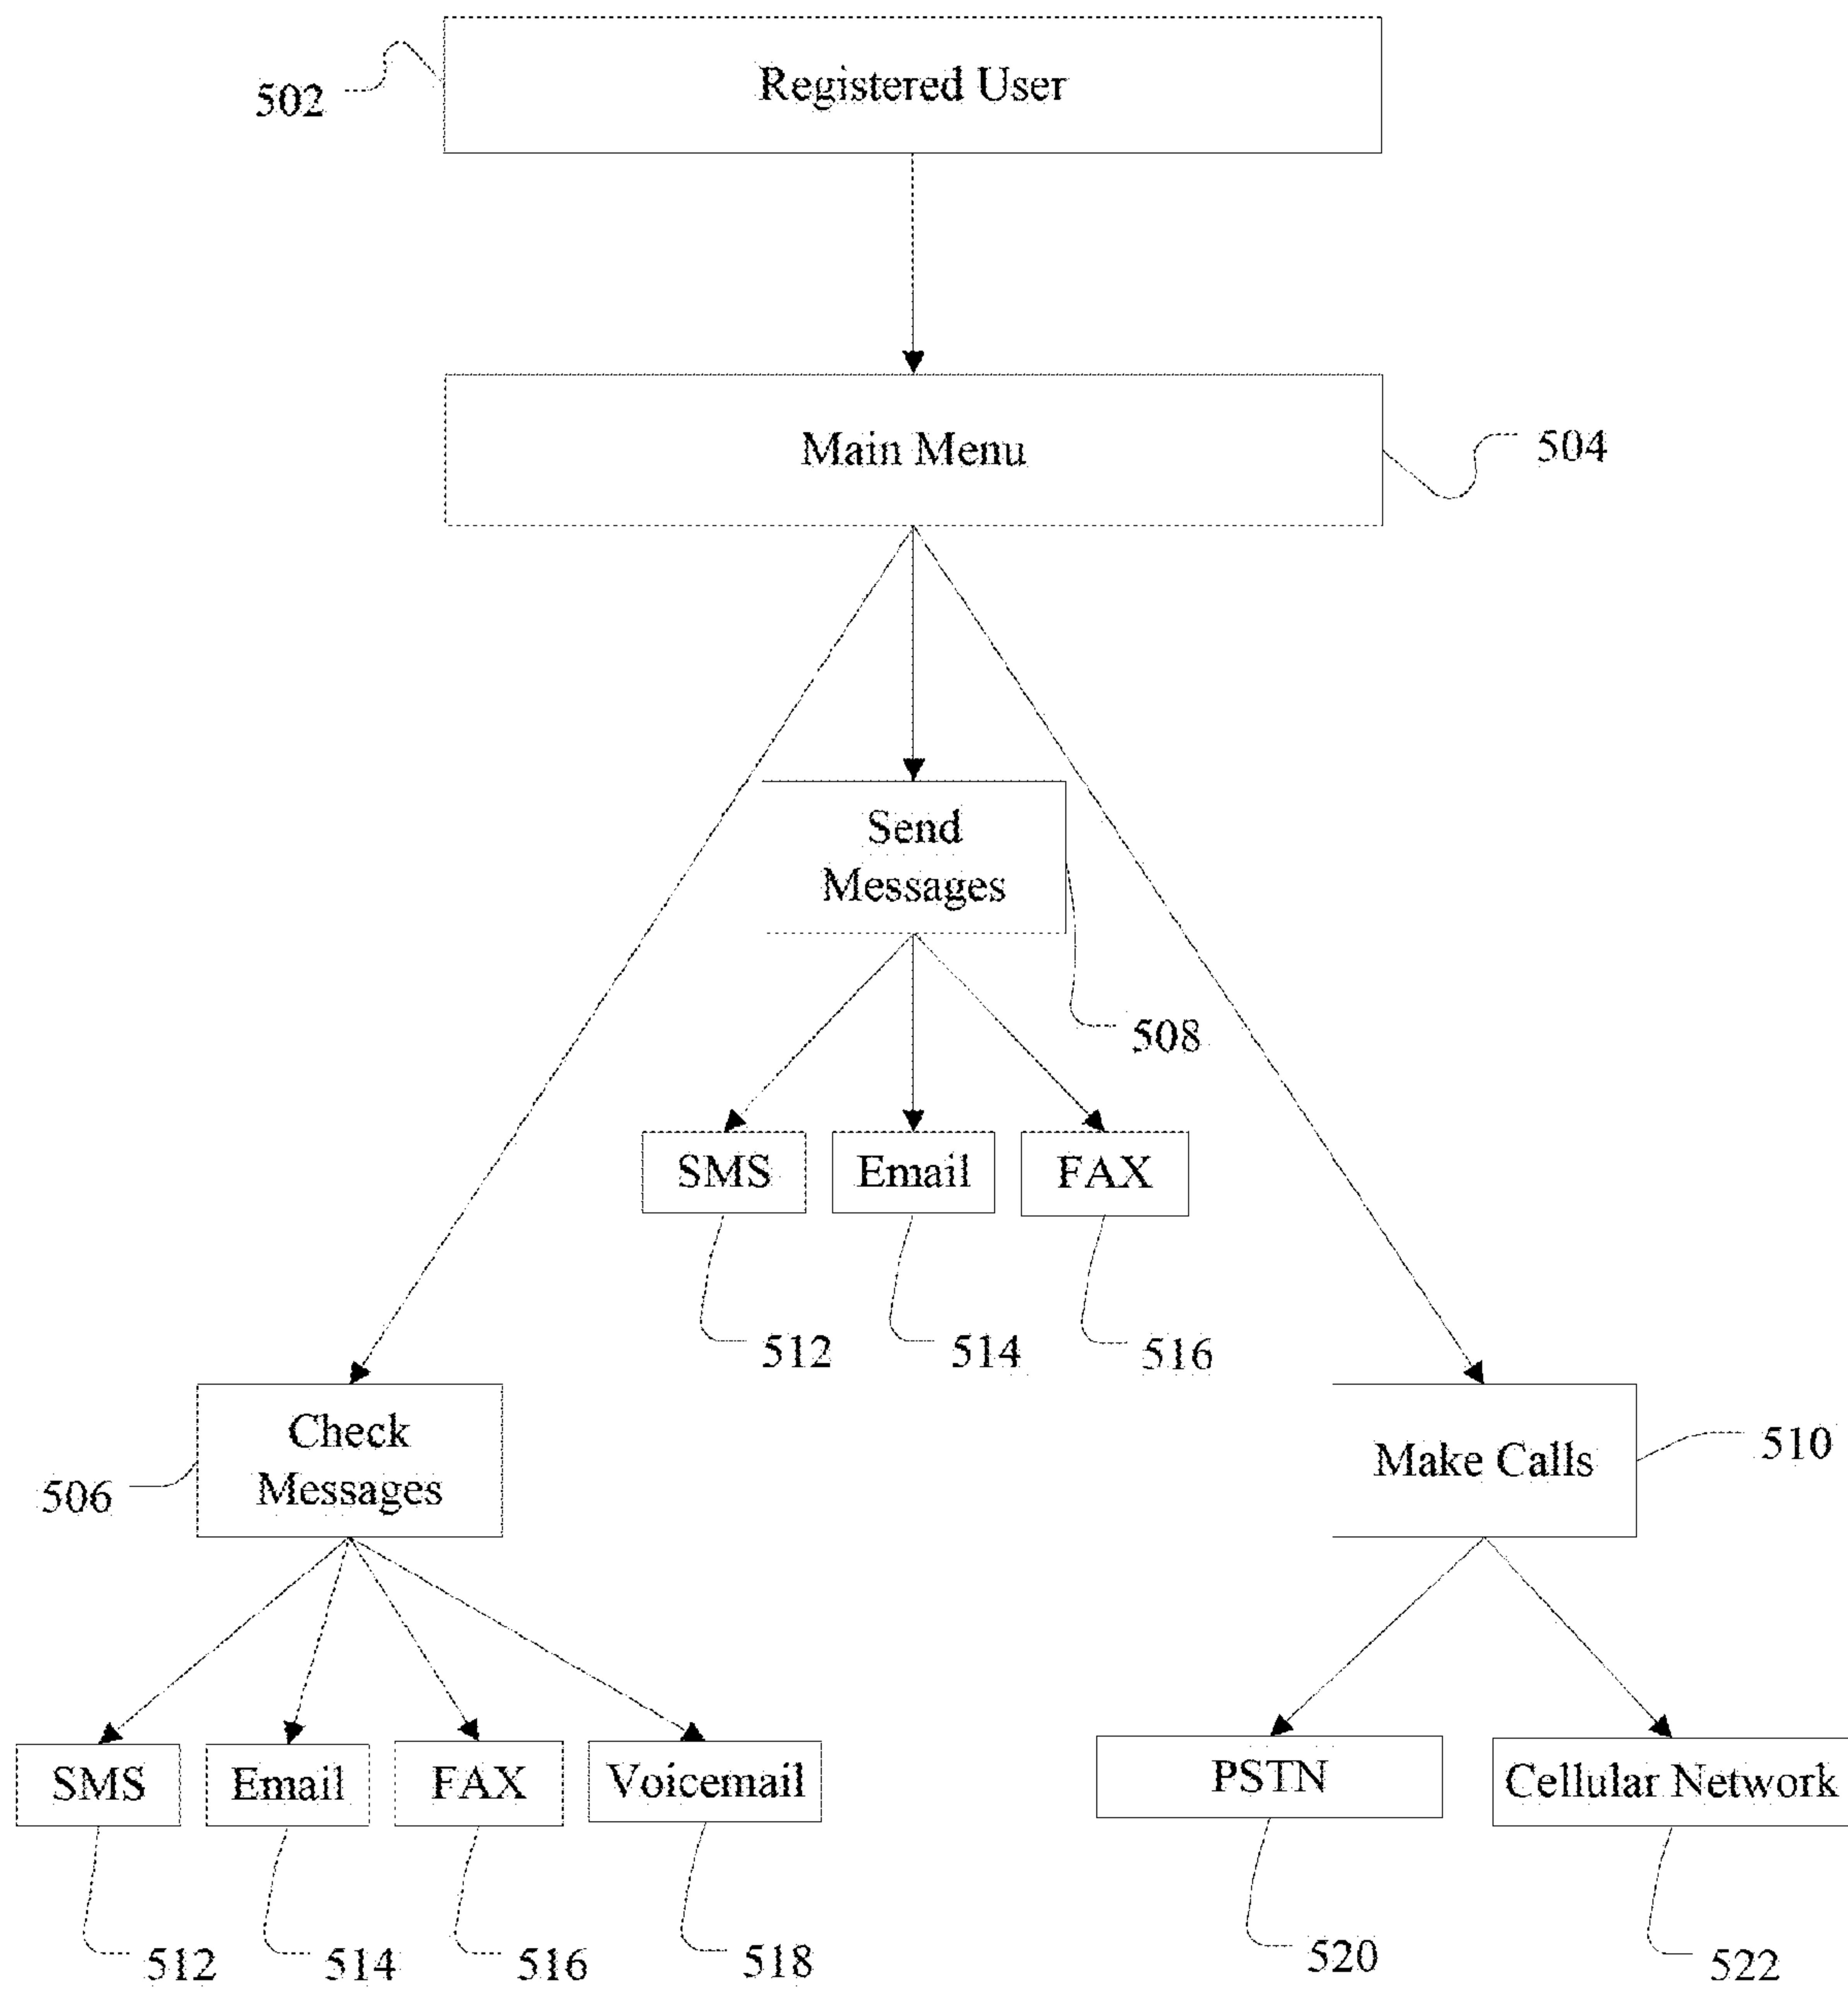 Registered User
502
Main Menu
504
Send
Messages
508
SMS
Email
FAX
512
514
516
Check
Messages
506
Make Calls
510
SMS
Email
FAX
Voicemail
PSTN
Cellular Network
512
514
516
518
520
522